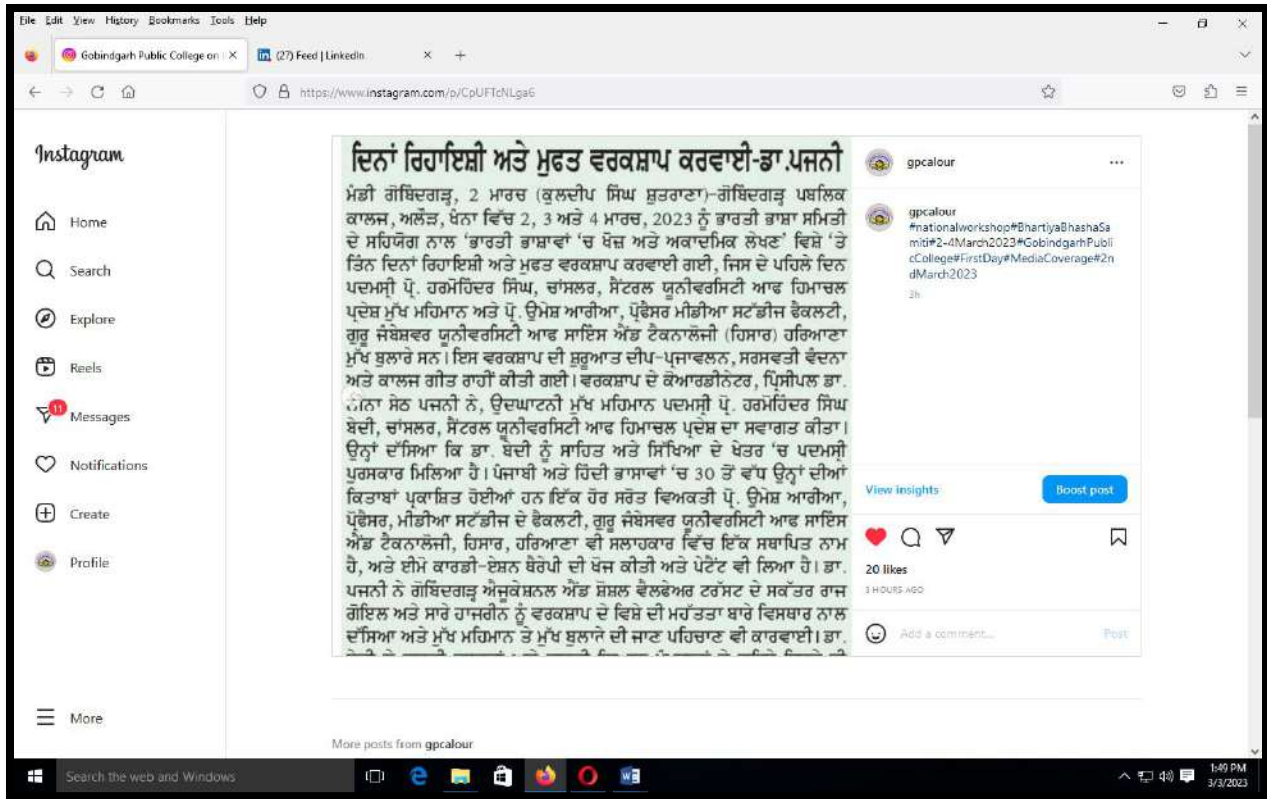 File Edit View History Bookmarks Tools Help
Gobindgarh Public College on
(27) Feed | LinkedIn
https://www.instagram.com/p/CpUFTcNLga6
Instagram
Home
Search
Explore
Reels
11
Messages
Notifications
Create
Profile
More
ਦਿਨਾਂ ਰਿਹਾਇਸ਼ੀ ਅਤੇ ਮੁਫਤ ਵਰਕਸ਼ਾਪ ਕਰਵਾਈ-ਡਾ.ਪਜਨੀ
ਮੰਡੀ ਗੋਬਿੰਦਗੜ੍ਹ, 2 ਮਾਰਚ (ਕੁਲਦੀਪ ਸਿੰਘ ਸ਼ੁਤਰਾਣਾ)-ਗੋਬਿੰਦਗੜ੍ਹ ਪਬਲਿਕ
ਕਾਲਜ, ਅਲੌੜ, ਖੰਨਾ ਵਿੱਚ 2, 3 ਅਤੇ 4 ਮਾਰਚ, 2023 ਨੂੰ ਭਾਰਤੀ ਭਾਸ਼ਾ ਸਮਿਤੀ
ਦੇ ਸਹਿਯੋਗ ਨਾਲ 'ਭਾਰਤੀ ਭਾਸ਼ਾਵਾਂ 'ਚ ਖੋਜ਼ ਅਤੇ ਅਕਾਦਮਿਕ ਲੇਖਣ' ਵਿਸ਼ੇ 'ਤੇ
ਤਿੰਨ ਦਿਨਾਂ ਰਿਹਾਇਸ਼ੀ ਅਤੇ ਮੁਫਤ ਵਰਕਸ਼ਾਪ ਕਰਵਾਈ ਗਈ, ਜਿਸ ਦੇ ਪਹਿਲੇ ਦਿਨ
ਪਦਮਸ਼੍ਰੀ ਪ੍ਰੋ. ਹਰਮੋਹਿੰਦਰ ਸਿੰਘ, ਚਾਂਸਲਰ, ਸੈਂਟਰਲ ਯੂਨੀਵਰਸਿਟੀ ਆਫ ਹਿਮਾਚਲ
ਪ੍ਰਦੇਸ਼ ਮੁੱਖ ਮਹਿਮਾਨ ਅਤੇ ਪ੍ਰੋ. ਉਮੇਸ਼ ਆਰੀਆ, ਪ੍ਰੋਫੈਸਰ ਮੀਡੀਆ ਸਟੱਡੀਜ ਫੈਕਲਟੀ,
ਗੁਰੂ ਜੰਬੇਸ਼ਵਰ ਯੂਨੀਵਰਸਿਟੀ ਆਫ ਸਾਇੰਸ ਐਂਡ ਟੈਕਨਾਲੋਜੀ (ਹਿਸਾਰ) ਹਰਿਆਣਾ
ਮੁੱਖ ਬੁਲਾਰੇ ਸਨ। ਇਸ ਵਰਕਸ਼ਾਪ ਦੀ ਸ਼ੁਰੂਆਤ ਦੀਪ-ਪ੍ਰਜਾਵਲਨ, ਸਰਸਵਤੀ ਵੰਦਨਾ
ਅਤੇ ਕਾਲਜ ਗੀਤ ਰਾਹੀਂ ਕੀਤੀ ਗਈ। ਵਰਕਸ਼ਾਪ ਦੇ ਕੋਆਰਡੀਨੇਟਰ, ਪ੍ਰਿੰਸੀਪਲ ਡਾ.
ਸੇਠ ਪਜਨੀ ਨੇ, ਉਦਘਾਟਨੀ ਮੁੱਖ ਮਹਿਮਾਨ ਪਦਮਸ਼੍ਰੀ ਪ੍ਰੋ. ਹਰਮੋਹਿੰਦਰ ਸਿੰਘ
ਬੇਦੀ, ਚਾਂਸਲਰ, ਸੈਂਟਰਲ ਯੂਨੀਵਰਸਿਟੀ ਆਫ ਹਿਮਾਚਲ ਪ੍ਰਦੇਸ਼ ਦਾ ਸਵਾਗਤ ਕੀਤਾ।
ਉਨ੍ਹਾਂ ਦੱਸਿਆ ਕਿ ਡਾ. ਬੇਦੀ ਨੂੰ ਸਾਹਿਤ ਅਤੇ ਸਿੱਖਿਆ ਦੇ ਖੇਤਰ 'ਚ ਪਦਮਸ਼੍ਰੀ
ਪੁਰਸਕਾਰ ਮਿਲਿਆ ਹੈ। ਪੰਜਾਬੀ ਅਤੇ ਹਿੰਦੀ ਭਾਸਾਵਾਂ 'ਚ 30 ਤੋਂ ਵੱਧ ਉਨ੍ਹਾਂ ਦੀਆਂ
ਕਿਤਾਬਾਂ ਪ੍ਰਕਾਸ਼ਿਤ ਹੋਈਆਂ ਹਨ ਇੱਕ ਹੋਰ ਸਰੋਤ ਵਿਅਕਤੀ ਪ੍ਰੋ. ਉਮੇਸ਼ ਆਰੀਆ,
ਪ੍ਰੋਫੈਸਰ, ਮੀਡੀਆ ਸਟੱਡੀਜ ਦੇ ਫੈਕਲਟੀ, ਗੁਰੂ ਜੰਬੇਸਵਰ ਯੂਨੀਵਰਸਿਟੀ ਆਫ ਸਾਇੰਸ
ਐਂਡ ਟੈਕਨਾਲੋਜੀ, ਹਿਸਾਰ, ਹਰਿਆਣਾ ਵੀ ਸਲਾਹਕਾਰ ਵਿੱਚ ਇੱਕ ਸਥਾਪਿਤ ਨਾਮ
ਹੈ, ਅਤੇ ਈਮੋ ਕਾਰਡੀ-ਏਸ਼ਨ ਥੈਰੇਪੀ ਦੀ ਖੋਜ ਕੀਤੀ ਅਤੇ ਪੇਟੈਂਟ ਵੀ ਲਿਆ ਹੈ। ਡਾ.
ਪਜਨੀ ਨੇ ਗੋਬਿੰਦਗੜ੍ਹ ਐਜੂਕੇਸ਼ਨਲ ਐਂਡ ਸ਼ੋਸ਼ਲ ਵੈਲਫੇਅਰ ਟਰੱਸਟ ਦੇ ਸਕੱਤਰ ਰਾਜ
ਗੋਇਲ ਅਤੇ ਸਾਰੇ ਹਾਜਰੀਨ ਨੂੰ ਵਰਕਸ਼ਾਪ ਦੇ ਵਿਸ਼ੇ ਦੀ ਮਹੱਤਤਾ ਬਾਰੇ ਵਿਸਥਾਰ ਨਾਲ
ਦੱਸਿਆ ਅਤੇ ਮੁੱਖ ਮਹਿਮਾਨ ਤੇ ਮੁੱਖ ਬੁਲਾਰੇ ਦੀ ਜਾਣ ਪਹਿਚਾਣ ਵੀ ਕਾਰਵਾਈ। ਡਾ.
gpcalour
gpcalour
#nationalworkshop#BhartiyaBhashaSa
miti#2-4March2023#GobindgarhPubli
cCollege#FirstDay#MediaCoverage#2n
dMarch2023
3h
View insights
Boost post
20 likes
3 HOURS AGO
Add a comment...
Post
More posts from gpcalour
Search the web and Windows
1:49 PM
3/3/2023